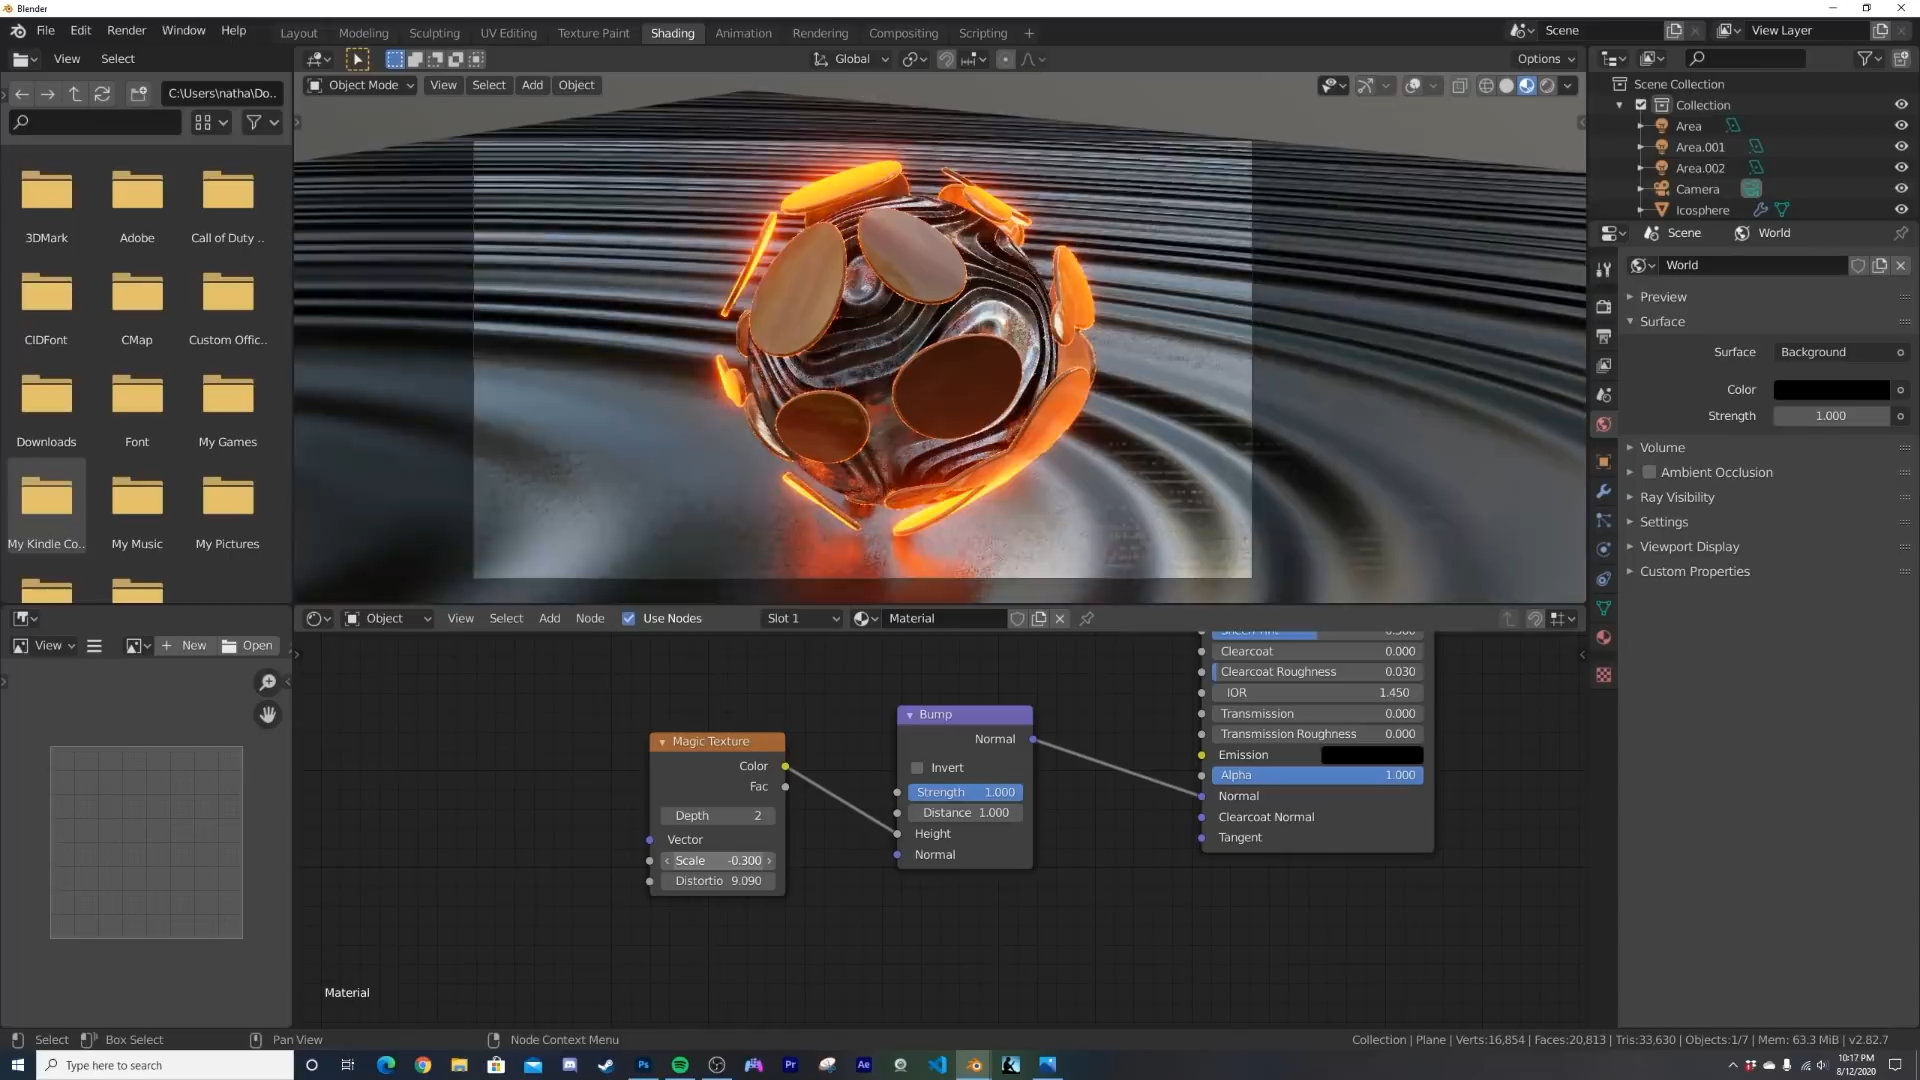 Blender
File Edit Render Window Help
Layout Modeling Sculpting UV Editing Texture Paint Shading Animation Rendering Compositing Scripting +
Scene
View Layer
View Select
Global
Options
C:\Users\natha\Do..
Object Mode View Select Add Object
3DMark Adobe Call of Duty ..
CIDFont CMap Custom Offic..
Downloads Font My Games
My Kindle Co.. My Music My Pictures
Scene Collection
Collection
Area
Area.001
Area.002
Camera
Icosphere
Scene World
World
Preview
Surface
Surface Background
Color
Strength 1.000
Volume
Ambient Occlusion
Ray Visibility
Settings
Viewport Display
Custom Properties
Object View Select Add Node Use Nodes Slot 1 Material
View + New Open
Magic Texture
Color
Fac
Depth 2
Vector
Scale -0.300
Distortio 9.090
Bump
Normal
Invert
Strength 1.000
Distance 1.000
Height
Normal
Clearcoat 0.000
Clearcoat Roughness 0.030
IOR 1.450
Transmission 0.000
Transmission Roughness 0.000
Emission
Alpha 1.000
Normal
Clearcoat Normal
Tangent
Material
Select Box Select Pan View Node Context Menu
Collection | Plane | Verts:16,854 | Faces:20,813 | Tris:33,630 | Objects:1/7 | Mem: 63.3 MiB | v2.82.7
Type here to search
Ps Pr Ae
10:17 PM
8/12/2020